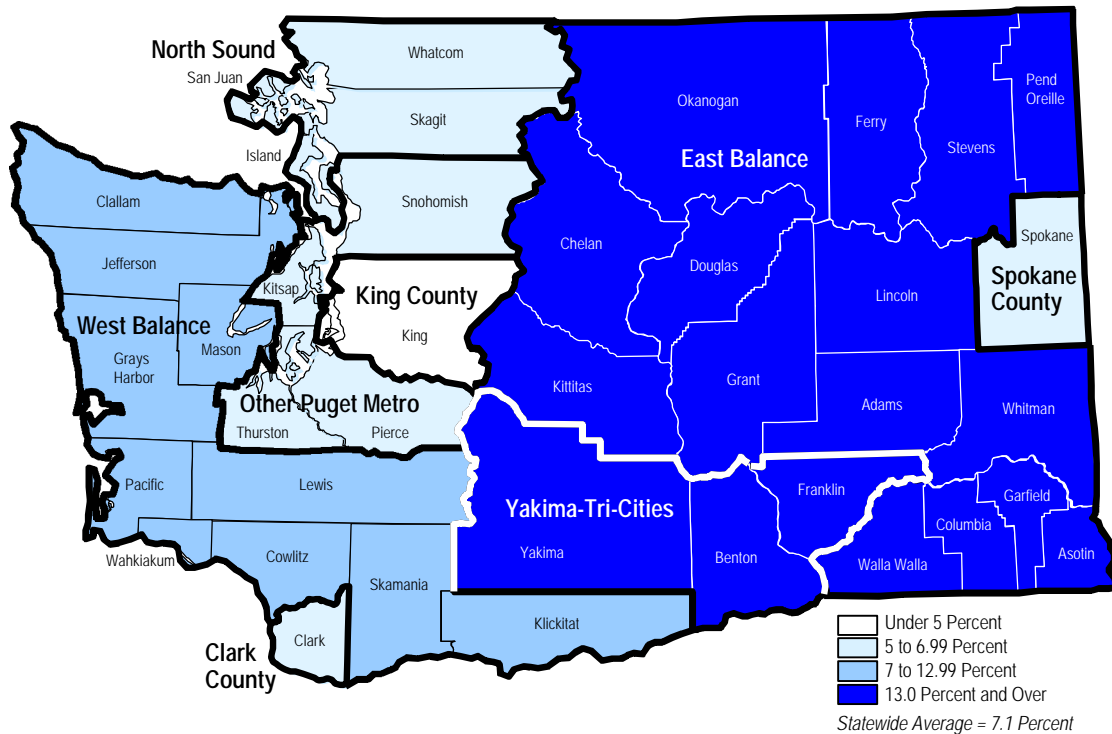 North Sound
San Juan
Whatcom
Skagit
Island
Snohomish
Okanogan
Ferry
Stevens
Pend
Oreille
East Balance
Clallam
Jefferson
Kitsap
King County
King
Chelan
Douglas
Lincoln
Spokane
Spokane
County
West Balance
Mason
Grays
Harbor
Other Puget Metro
Thurston
Pierce
Kittitas
Grant
Adams
Whitman
Pacific
Lewis
Yakima-Tri-Cities
Yakima
Franklin
Benton
Garfield
Columbia
Walla Walla
Asotin
Wahkiakum
Cowlitz
Skamania
Klickitat
Clark
Clark
County
Under 5 Percent
5 to 6.99 Percent
7 to 12.99 Percent
13.0 Percent and Over
Statewide Average = 7.1 Percent